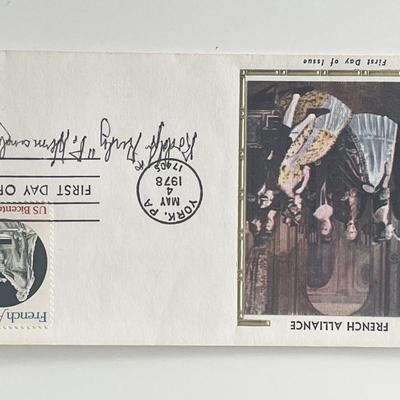 FRENCH ALLIANCE
French
US Bicente
YORK, PA
MAY
4
1978
17405
FIRST DAY OF
First Day of Issue